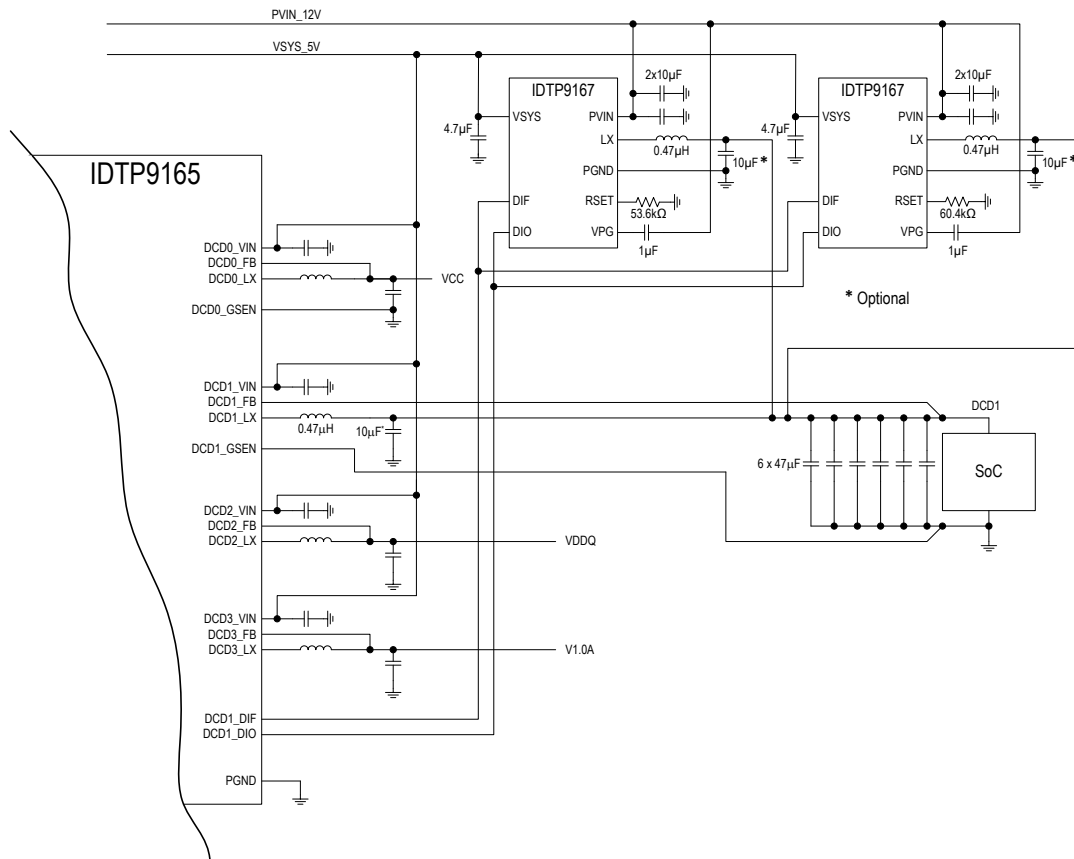 PVIN_12V
VSYS_5V
IDTP9167
VSYS
PVIN
LX
PGND
RSET
VPG
DIF
DIO
4.7µF
2x10µF
0.47µH
10µF *
53.6kΩ
1µF
IDTP9167
VSYS
PVIN
LX
PGND
RSET
VPG
DIF
DIO
4.7µF
2x10µF
0.47µH
10µF *
60.4kΩ
1µF
* Optional
IDTP9165
DCD0_VIN
DCD0_FB
DCD0_LX
VCC
DCD0_GSEN
DCD1_VIN
DCD1_FB
DCD1_LX
0.47µH
10µF*
DCD1_GSEN
DCD1
6 x 47µF
SoC
DCD2_VIN
DCD2_FB
DCD2_LX
VDDQ
DCD3_VIN
DCD3_FB
DCD3_LX
V1.0A
DCD1_DIF
DCD1_DIO
PGND